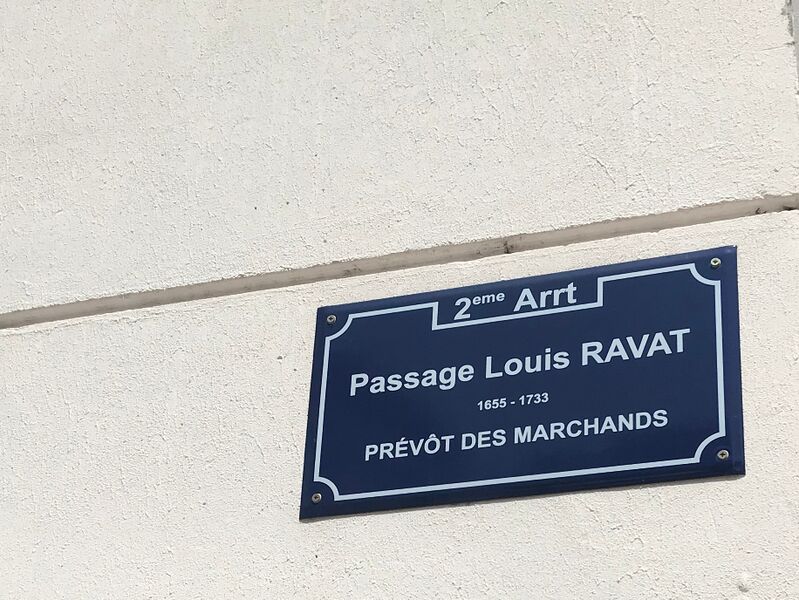 2eme Arrt
Passage Louis RAVAT
1655 - 1733
PRÉVÔT DES MARCHANDS